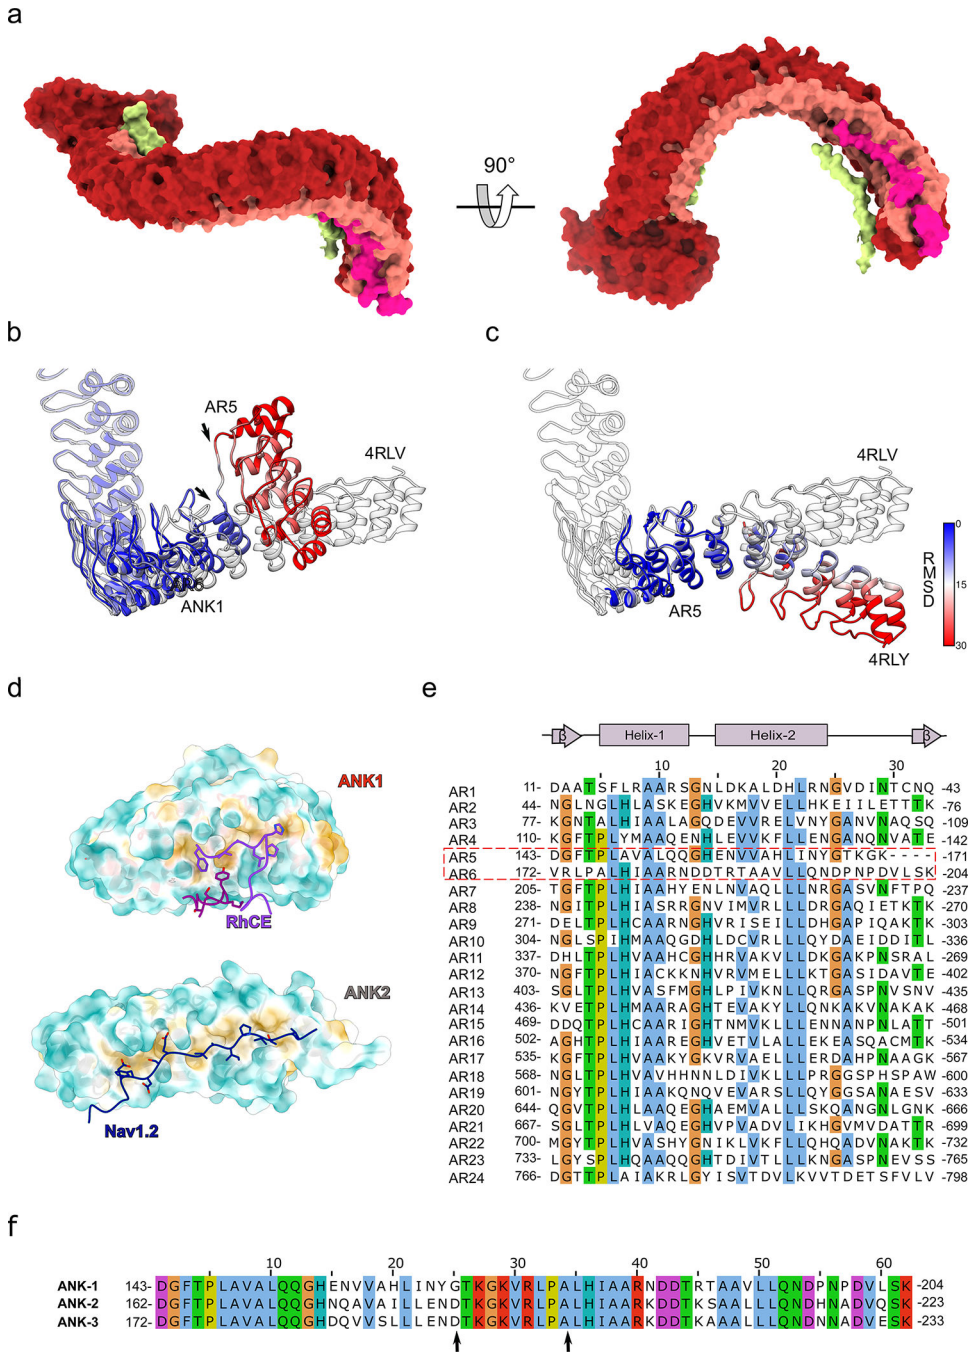 a
90°
b
c
AR5
4RLV
ANK1
4RLV
AR5
4RLY
0
15
30
RMSD
d
e
ANK1
RhCE
ANK2
Nav1.2
β Helix-1 Helix-2 β
10 20 30
AR1 11- DAATSFLRAARSGNLDKALDHLRNGVDINTCNQ -43
AR2 44- NGLNGLHLASKEGHVKMVVELLHKEIILETTTK -76
AR3 77- KGNTALHIAALAGQDEVVRELVNYGANVNAQSQ -109
AR4 110- KGFTPLYMAAQENHLEVVKFLLENGANQNVATE -142
AR5 143- DGFTPLAVALQQGHENVVAHLINYGTKGK---- -171
AR6 172- VRLPALHIAARNDDTRTAAVLLQNDPNPDVLSK -204
AR7 205- TGFTPLHIAAHYENLNVAQLLLNRGASVNFTPQ -237
AR8 238- NGITPLHIASRRGNVIMVRLLLDRGAQIETKTK -270
AR9 271- DELTPLHCAARNGHVRISEILLDHGAPIQAKTK -303
AR10 304- NGLSPIHMAAQGDHLDCVRLLLQYDAEIDDITL -336
AR11 337- DHLTPLHVAAHCGHHRVAKVLLDKGAKPNSRAL -269
AR12 370- NGFTPLHIACKKNHVRVMELLLKTGASIDAVTE -402
AR13 403- SGLTPLHVASFMGHLPIVKNLLQRGASPNVSNV -435
AR14 436- KVETPLHMAARAGHTEVAKYLLQNKAKVNAKAK -468
AR15 469- DDQTPLHCAARIGHTNMVKLLLENNANPNLATT -501
AR16 502- AGHTPLHIAAREGHVETVLALLEKEASQACMTK -534
AR17 535- KGFTPLHVAAKYGKVRVAELLLERDAHPNAAGK -567
AR18 568- NGLTPLHVAVHHNNLDIVKLLLPRGGSPHSPAW -600
AR19 601- NGYTPLHIAAKQNQVEVARSLLQYGGSANAESV -633
AR20 644- QGVTPLHLAAQEGHAEMVALLLSKQANGNLGNK -666
AR21 667- SGLTPLHLVAQEGHVPVADVLIKHGVMVDATTR -699
AR22 700- MGYTPLHVASHYGNIKLVKFLLQHQADVNAKTK -732
AR23 733- LGYSPLHQAAQQGHTDIVTLLLKNGASPNEVSS -765
AR24 766- DGTTPLAIAKRLGYISVTDVLKVVTDETSFVLV -798
f
10 20 30 40 50 60
ANK-1 143- DGFTPLAVALQQGHENVVAHLINYGTKGKVRLPALHIAARNDDTRTAAVLLQNDPNPDVLSK -204
ANK-2 162- DGFTPLAVALQQGHNQAVAILLENDTKGKVRLPALHIAARKDDTKSAALLLQNDHNADVQSK -223
ANK-3 172- DGFTPLAVALQQGHDQVVSLLLENDTKGKVRLPALHIAARKDDTKAAALLLQNDNNADVESK -233